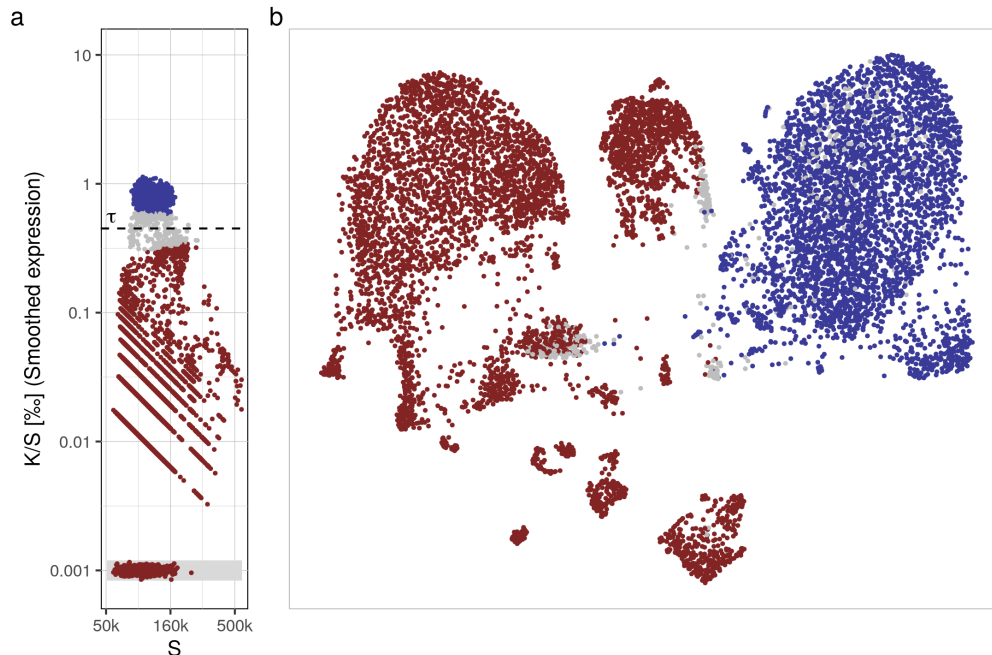 a
b
K/S [‰] (Smoothed expression)
10
1
τ
0.1
0.01
0.001
50k 160k 500k
S